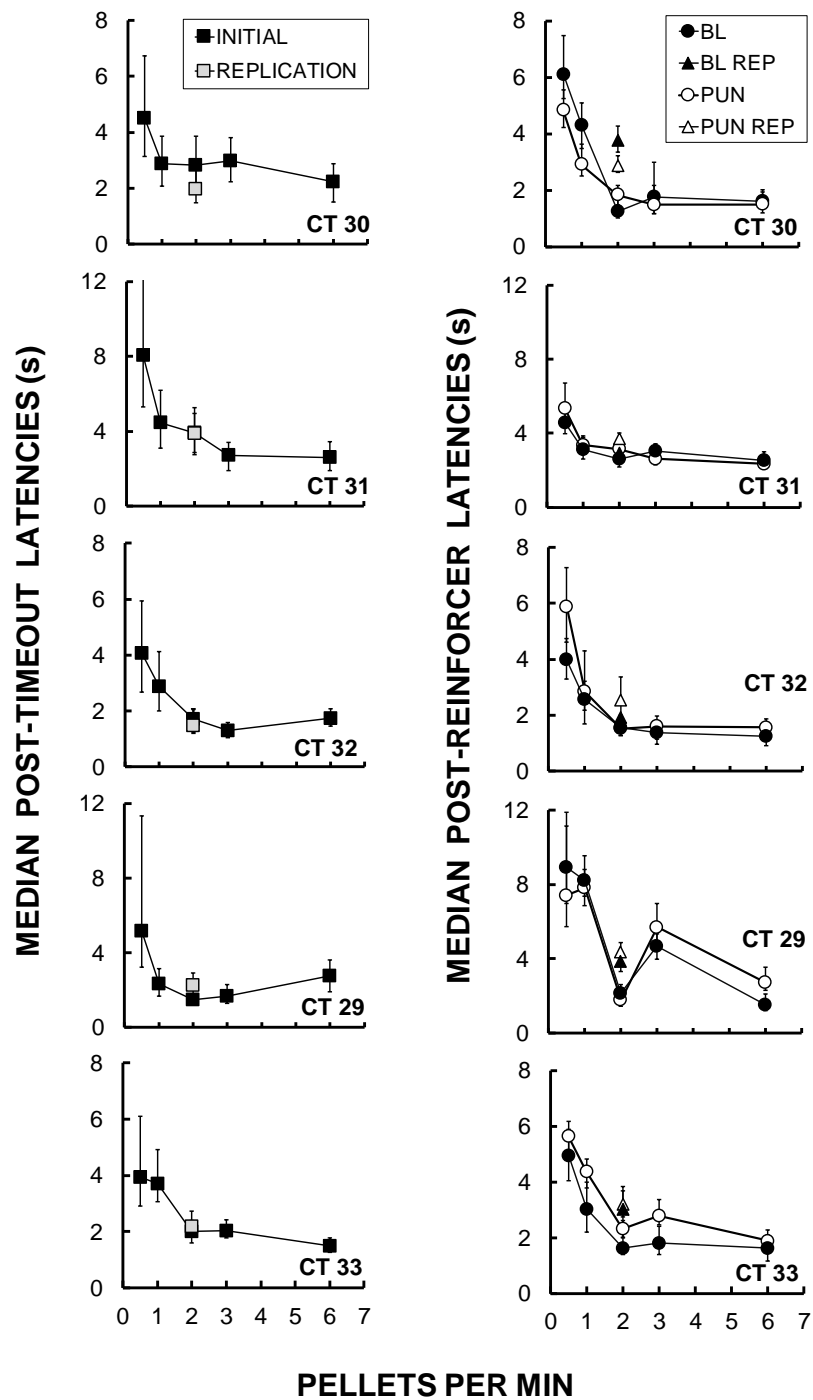 INITIAL
REPLICATION
8
6
4
2
0
CT 30
12
8
4
0
CT 31
8
6
4
2
0
CT 32
12
8
4
0
CT 29
8
6
4
2
0
CT 33
0 1 2 3 4 5 6 7
MEDIAN POST-TIMEOUT LATENCIES (s)
BL
BL REP
PUN
PUN REP
8
6
4
2
0
CT 30
12
8
4
0
CT 31
8
6
4
2
0
CT 32
12
8
4
0
CT 29
8
6
4
2
0
CT 33
0 1 2 3 4 5 6 7
MEDIAN POST-REINFORCER LATENCIES (s)
PELLETS PER MIN